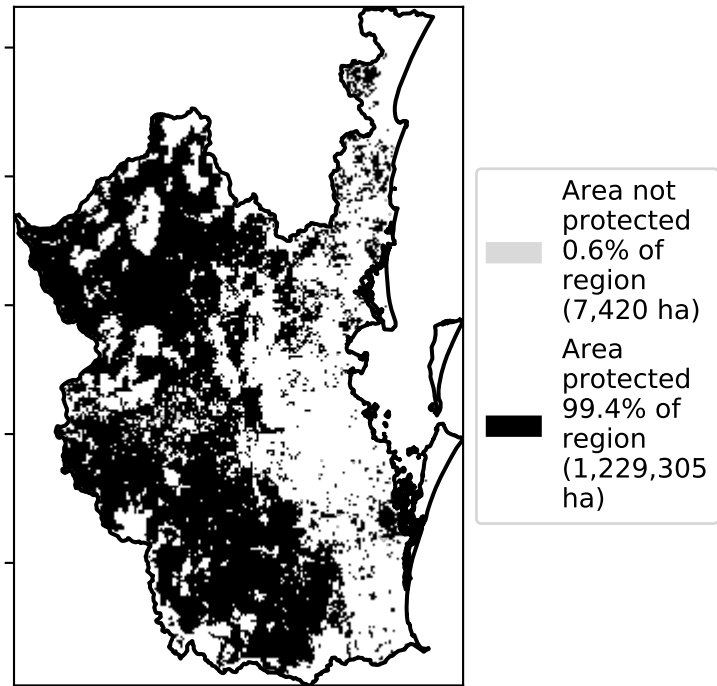 Area not
protected
0.6% of
region
(7,420 ha)
Area
protected
99.4% of
region
(1,229,305
ha)